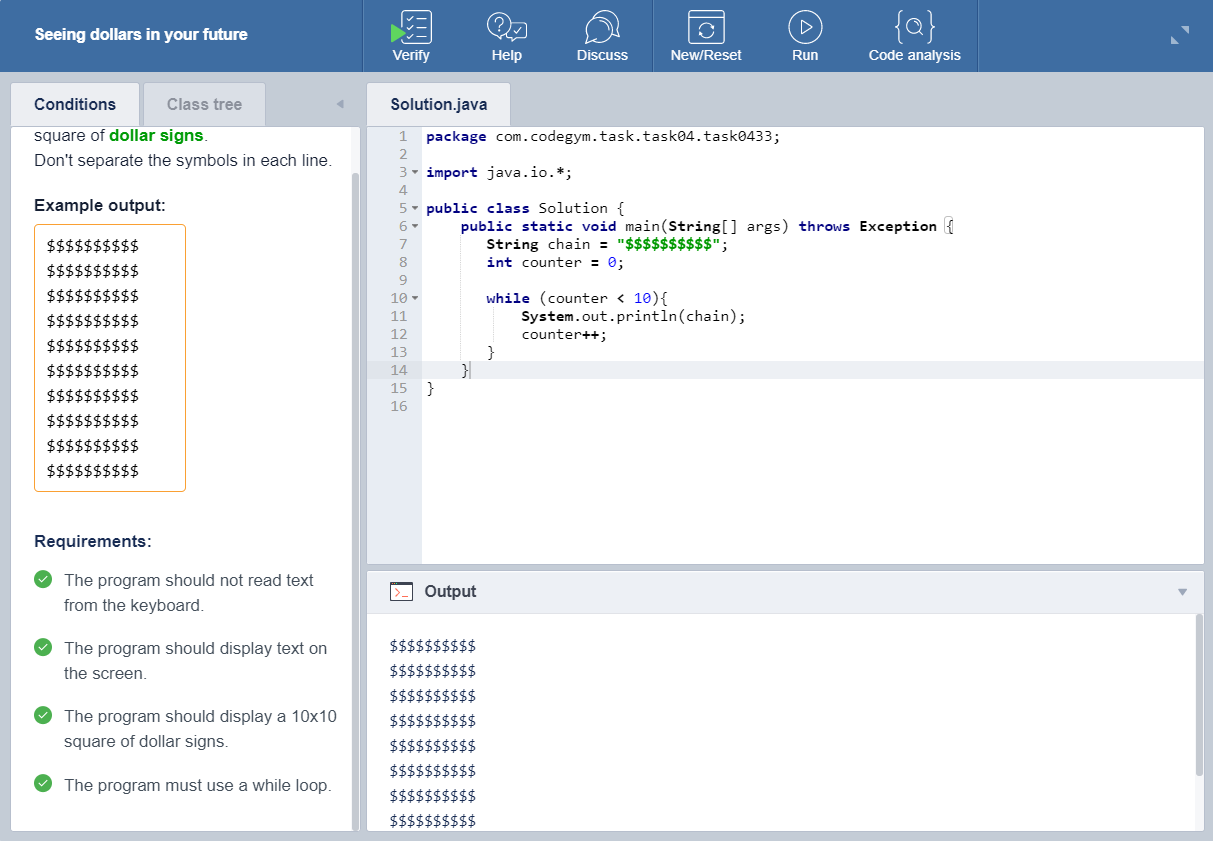 Seeing dollars in your future
Verify
Help
Discuss
New/Reset
Run
Code analysis
Conditions
Class tree
square of dollar signs.
Don't separate the symbols in each line.
Example output:
$$$$$$$$$$
$$$$$$$$$$
$$$$$$$$$$
$$$$$$$$$$
$$$$$$$$$$
$$$$$$$$$$
$$$$$$$$$$
$$$$$$$$$$
$$$$$$$$$$
$$$$$$$$$$
Requirements:
The program should not read text
from the keyboard.
The program should display text on
the screen.
The program should display a 10x10
square of dollar signs.
The program must use a while loop.
Solution.java
1 package com.codegym.task.task04.task0433;
2
3 import java.io.*;
4
5 public class Solution {
6 public static void main(String[] args) throws Exception {
7 String chain = "$$$$$$$$$$";
8 int counter = 0;
9
10 while (counter < 10){
11 System.out.println(chain);
12 counter++;
13 }
14 }
15 }
16
>_ Output
$$$$$$$$$$
$$$$$$$$$$
$$$$$$$$$$
$$$$$$$$$$
$$$$$$$$$$
$$$$$$$$$$
$$$$$$$$$$
$$$$$$$$$$